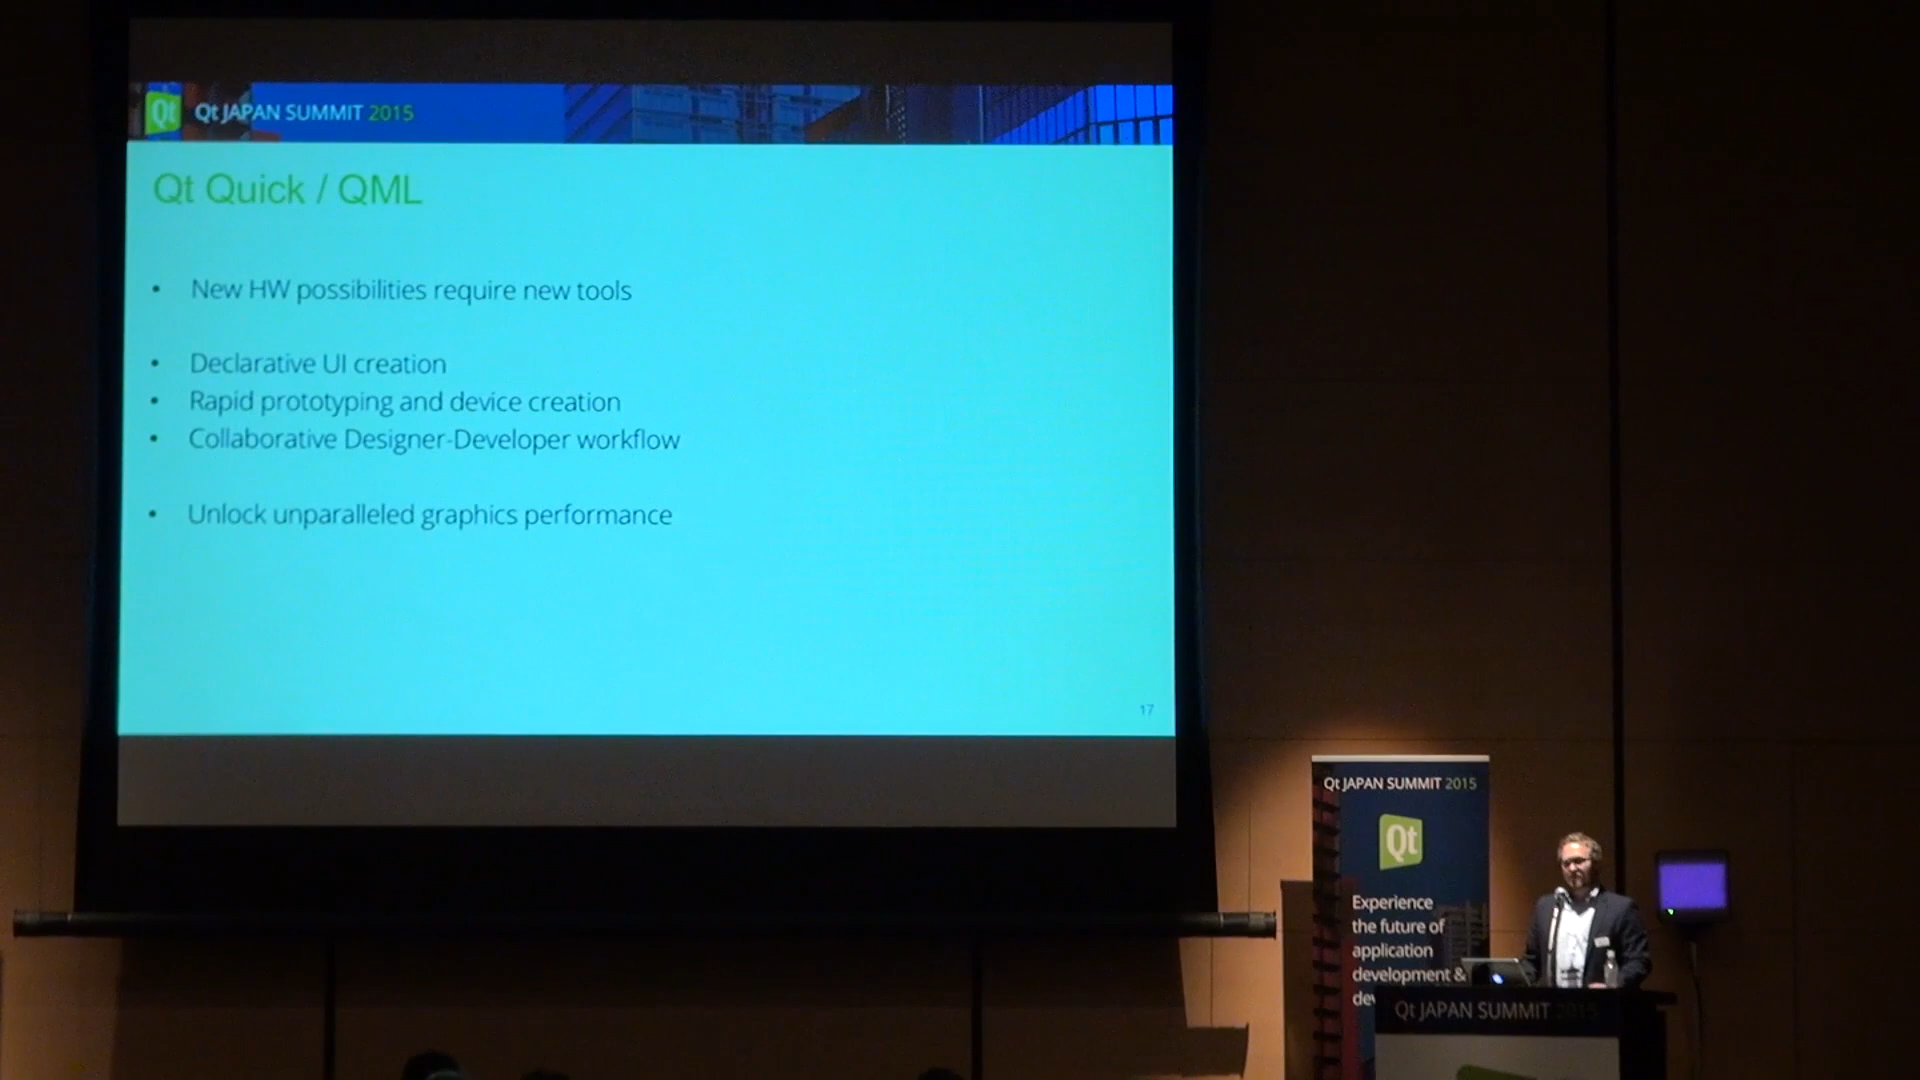 Qt
Qt JAPAN SUMMIT 2015
Qt Quick / QML
• New HW possibilities require new tools
• Declarative UI creation
• Rapid prototyping and device creation
• Collaborative Designer-Developer workflow
• Unlock unparalleled graphics performance
17
Qt JAPAN SUMMIT 2015
Qt
Experience
the future of
application
development &
Qt JAPAN SUMMIT 2015